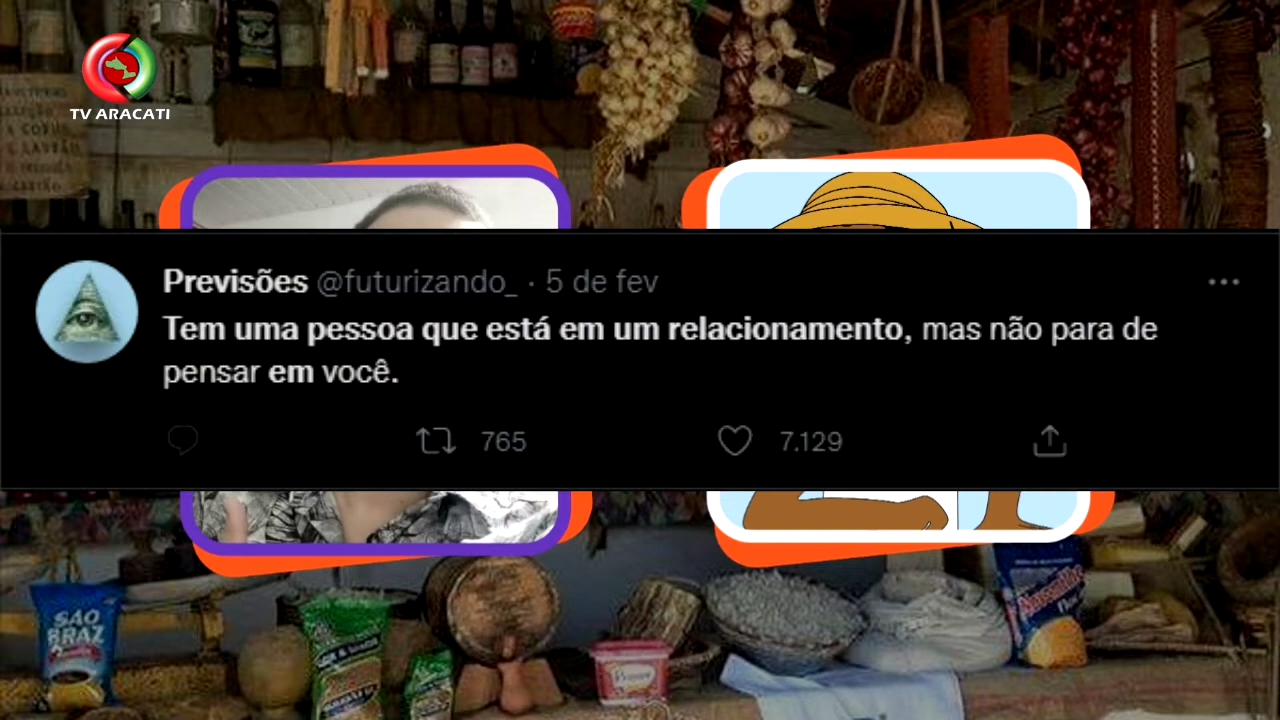 TV ARACATI
Previsões @futurizando_ · 5 de fev
Tem uma pessoa que está em um relacionamento, mas não para de
pensar em você.
765
7.129
SÃO
BRAZ